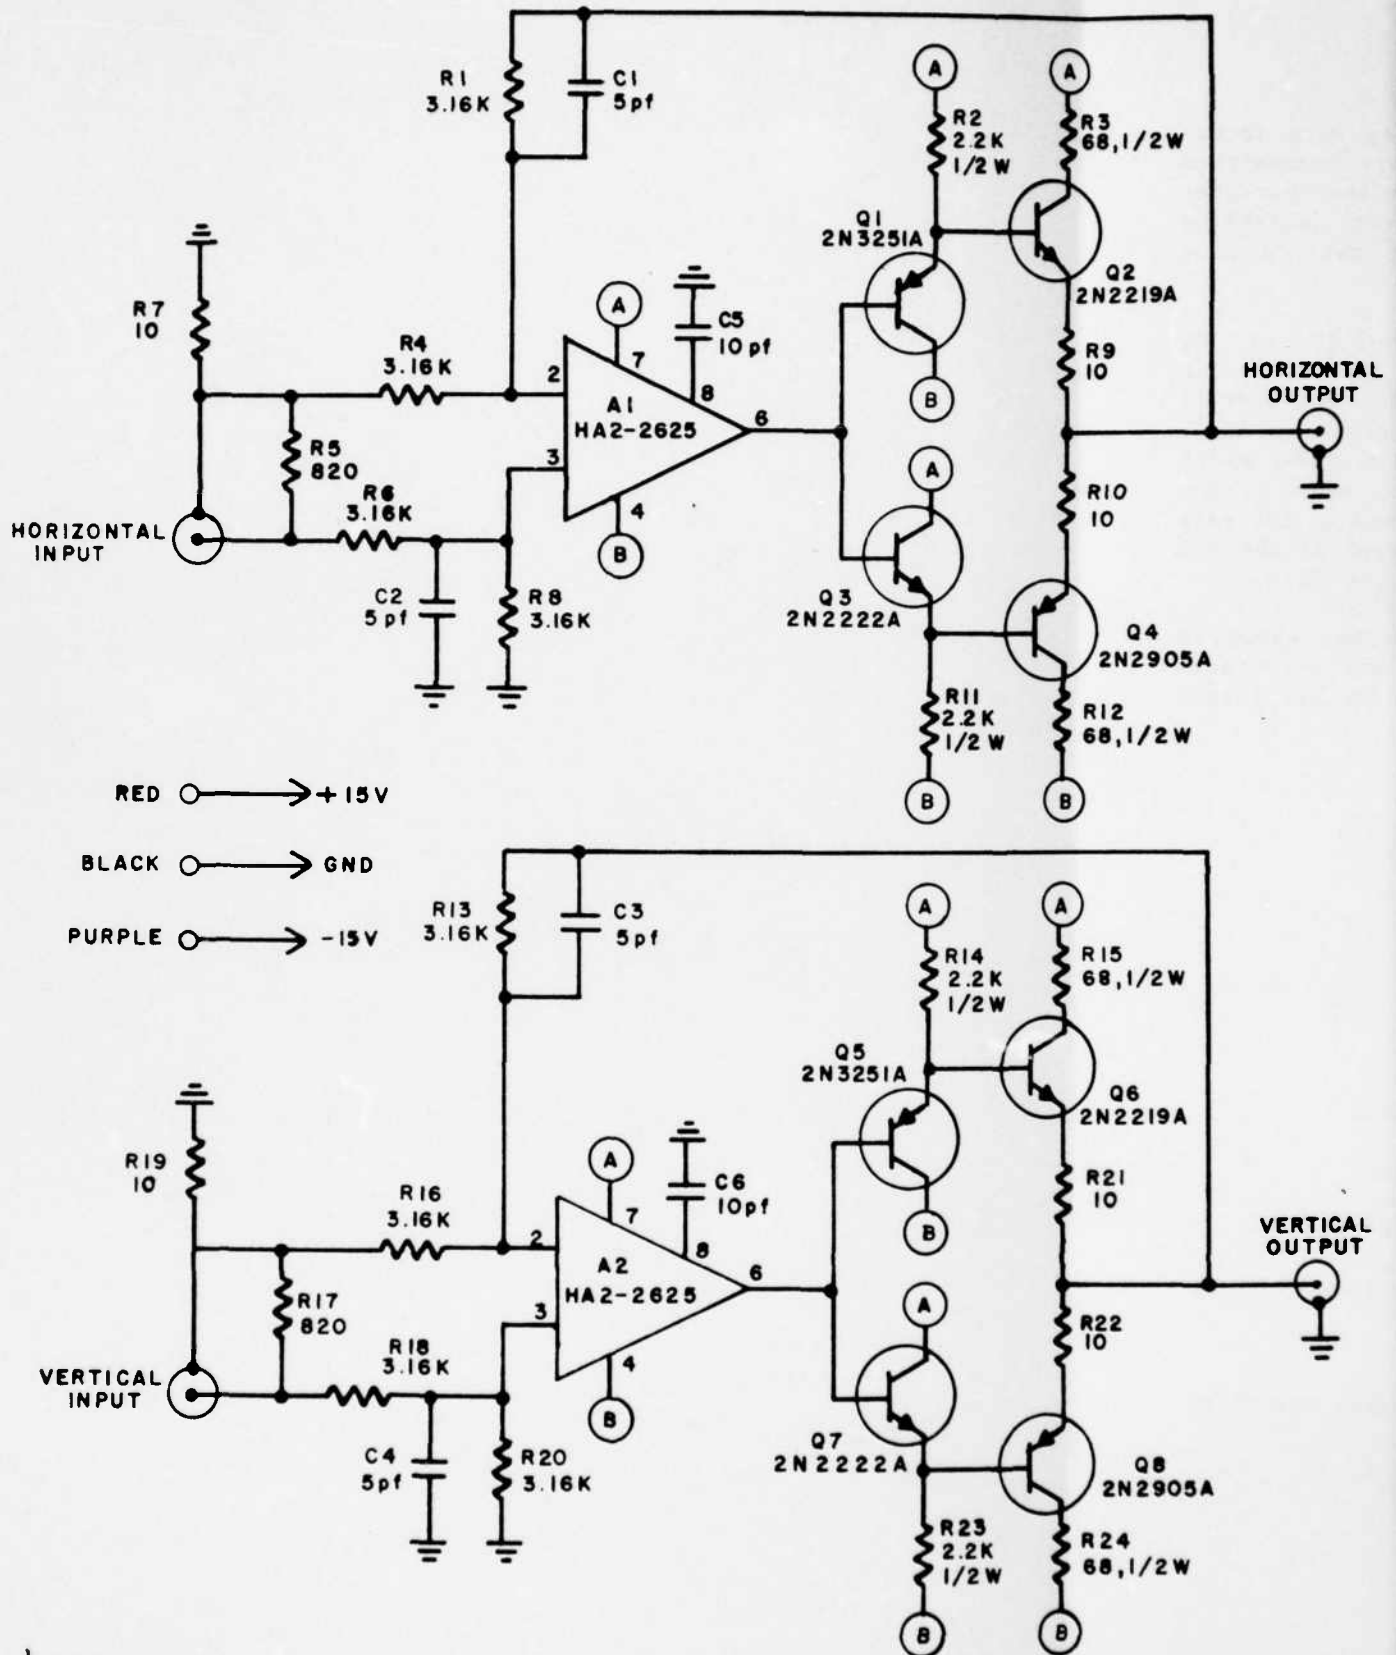 R1
3.16K
C1
5pf
A
A
R2
2.2K
1/2W
R3
68,1/2W
Q1
2N3251A
Q2
2N2219A
R7
10
A
C5
10pf
R4
3.16K
7
2
8
B
R9
10
HORIZONTAL
OUTPUT
A1
HA2-2625
6
R5
820
3
A
R6
3.16K
4
R10
10
HORIZONTAL
INPUT
B
C2
5pf
R8
3.16K
Q3
2N2222A
Q4
2N2905A
R11
2.2K
1/2W
R12
68,1/2W
B
B
RED
+15V
BLACK
GND
PURPLE
-15V
R13
3.16K
C3
5pf
A
A
R14
2.2K
1/2W
R15
68,1/2W
Q5
2N3251A
Q6
2N2219A
R19
10
A
C6
10pf
R16
3.16K
7
2
8
B
R21
10
VERTICAL
OUTPUT
A2
HA2-2625
6
R17
820
3
A
R18
3.16K
4
R22
10
VERTICAL
INPUT
B
C4
5pf
R20
3.16K
Q7
2N2222A
Q8
2N2905A
R23
2.2K
1/2W
R24
68,1/2W
B
B